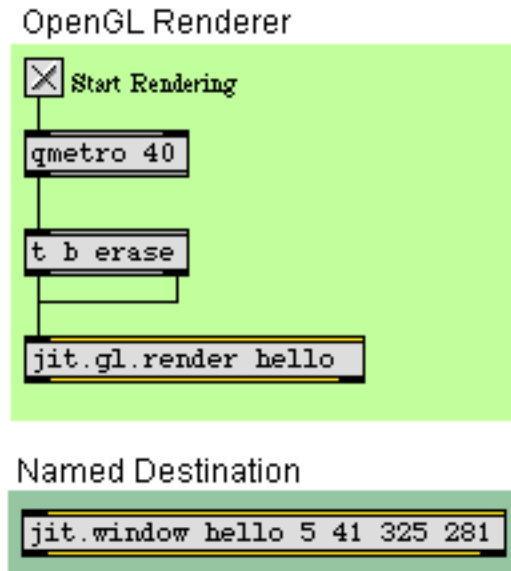 OpenGL Renderer
Start Rendering
qmetro 40
t b erase
jit.gl.render hello
Named Destination
jit.window hello 5 41 325 281